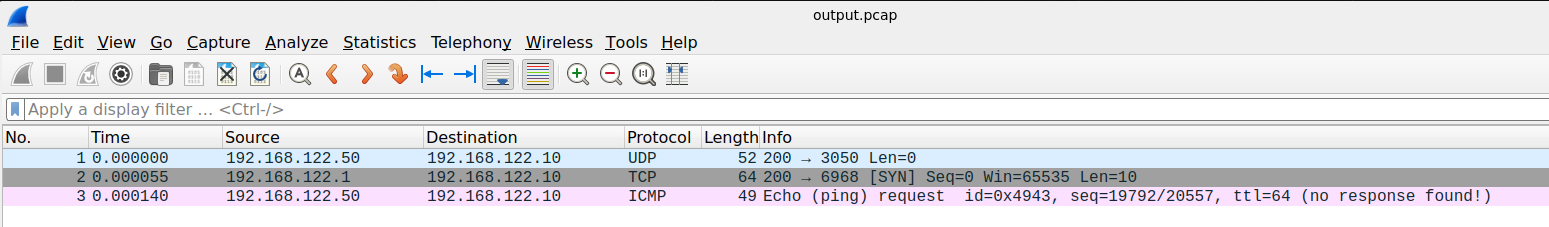 output.pcap
File Edit View Go Capture Analyze Statistics Telephony Wireless Tools Help
Apply a display filter … <Ctrl-/>
No. Time Source Destination Protocol Length Info
1 0.000000 192.168.122.50 192.168.122.10 UDP 52 200 → 3050 Len=0
2 0.000055 192.168.122.1 192.168.122.10 TCP 64 200 → 6968 [SYN] Seq=0 Win=65535 Len=10
3 0.000140 192.168.122.50 192.168.122.10 ICMP 49 Echo (ping) request id=0x4943, seq=19792/20557, ttl=64 (no response found!)